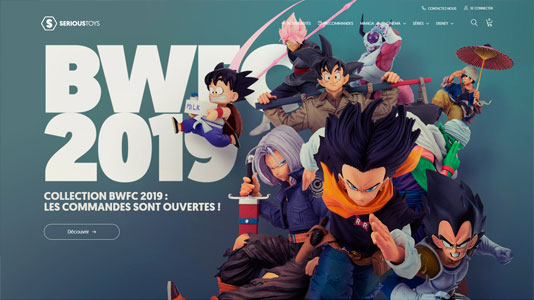 CONTACTEZ-NOUS
SE CONNECTER
SERIOUSTOYS
MANGA
CINÉMA
SÉRIES
DISNEY
BWFC
2019
MILK
COLLECTION BWFC 2019 :
LES COMMANDES SONT OUVERTES !
Découvrir